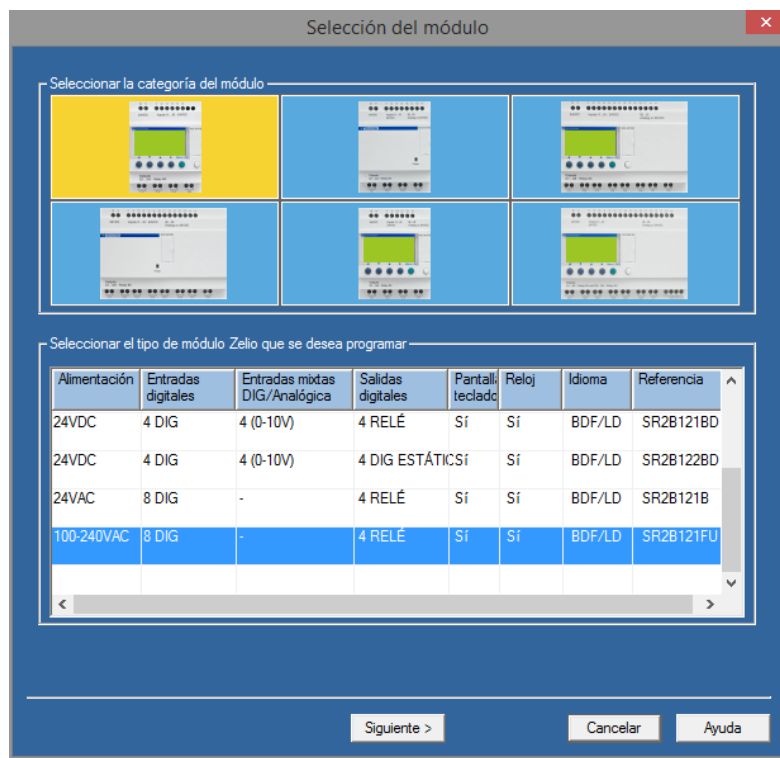 Selección del módulo
Seleccionar la categoría del módulo
Seleccionar el tipo de módulo Zelio que se desea programar
Alimentación Entradas digitales Entradas mixtas DIG/Analógica Salidas digitales Pantall teclado Reloj Idioma Referencia
24VDC 4 DIG 4 (0-10V) 4 RELÉ Sí Sí BDF/LD SR2B121BD
24VDC 4 DIG 4 (0-10V) 4 DIG ESTÁTIC Sí Sí BDF/LD SR2B122BD
24VAC 8 DIG - 4 RELÉ Sí Sí BDF/LD SR2B121B
100-240VAC 8 DIG - 4 RELÉ Sí Sí BDF/LD SR2B121FU
Siguiente > Cancelar Ayuda